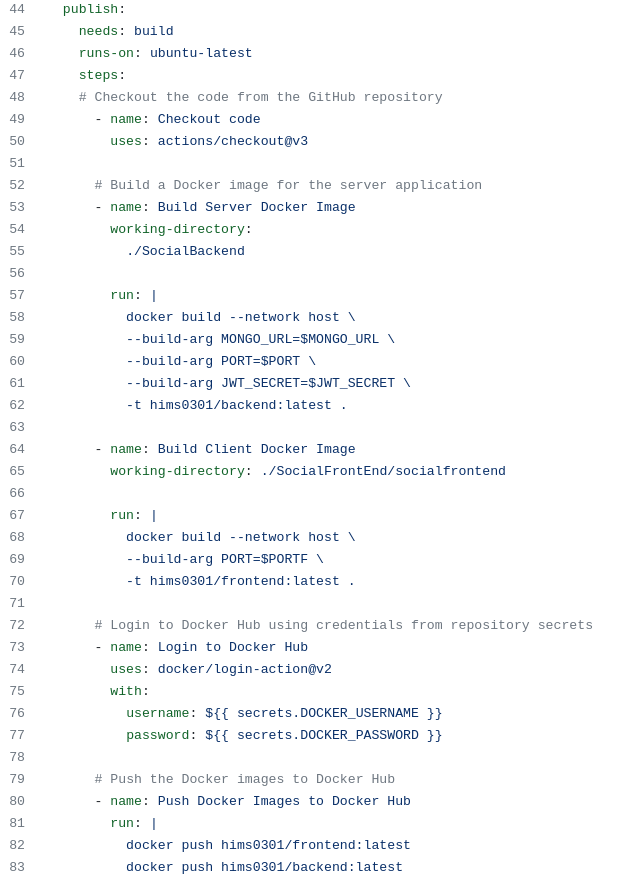 44 publish:
45 needs: build
46 runs-on: ubuntu-latest
47 steps:
48 # Checkout the code from the GitHub repository
49 - name: Checkout code
50 uses: actions/checkout@v3
51
52 # Build a Docker image for the server application
53 - name: Build Server Docker Image
54 working-directory:
55 ./SocialBackend
56
57 run: |
58 docker build --network host \
59 --build-arg MONGO_URL=$MONGO_URL \
60 --build-arg PORT=$PORT \
61 --build-arg JWT_SECRET=$JWT_SECRET \
62 -t hims0301/backend:latest .
63
64 - name: Build Client Docker Image
65 working-directory: ./SocialFrontEnd/socialfrontend
66
67 run: |
68 docker build --network host \
69 --build-arg PORT=$PORTF \
70 -t hims0301/frontend:latest .
71
72 # Login to Docker Hub using credentials from repository secrets
73 - name: Login to Docker Hub
74 uses: docker/login-action@v2
75 with:
76 username: ${{ secrets.DOCKER_USERNAME }}
77 password: ${{ secrets.DOCKER_PASSWORD }}
78
79 # Push the Docker images to Docker Hub
80 - name: Push Docker Images to Docker Hub
81 run: |
82 docker push hims0301/frontend:latest
83 docker push hims0301/backend:latest